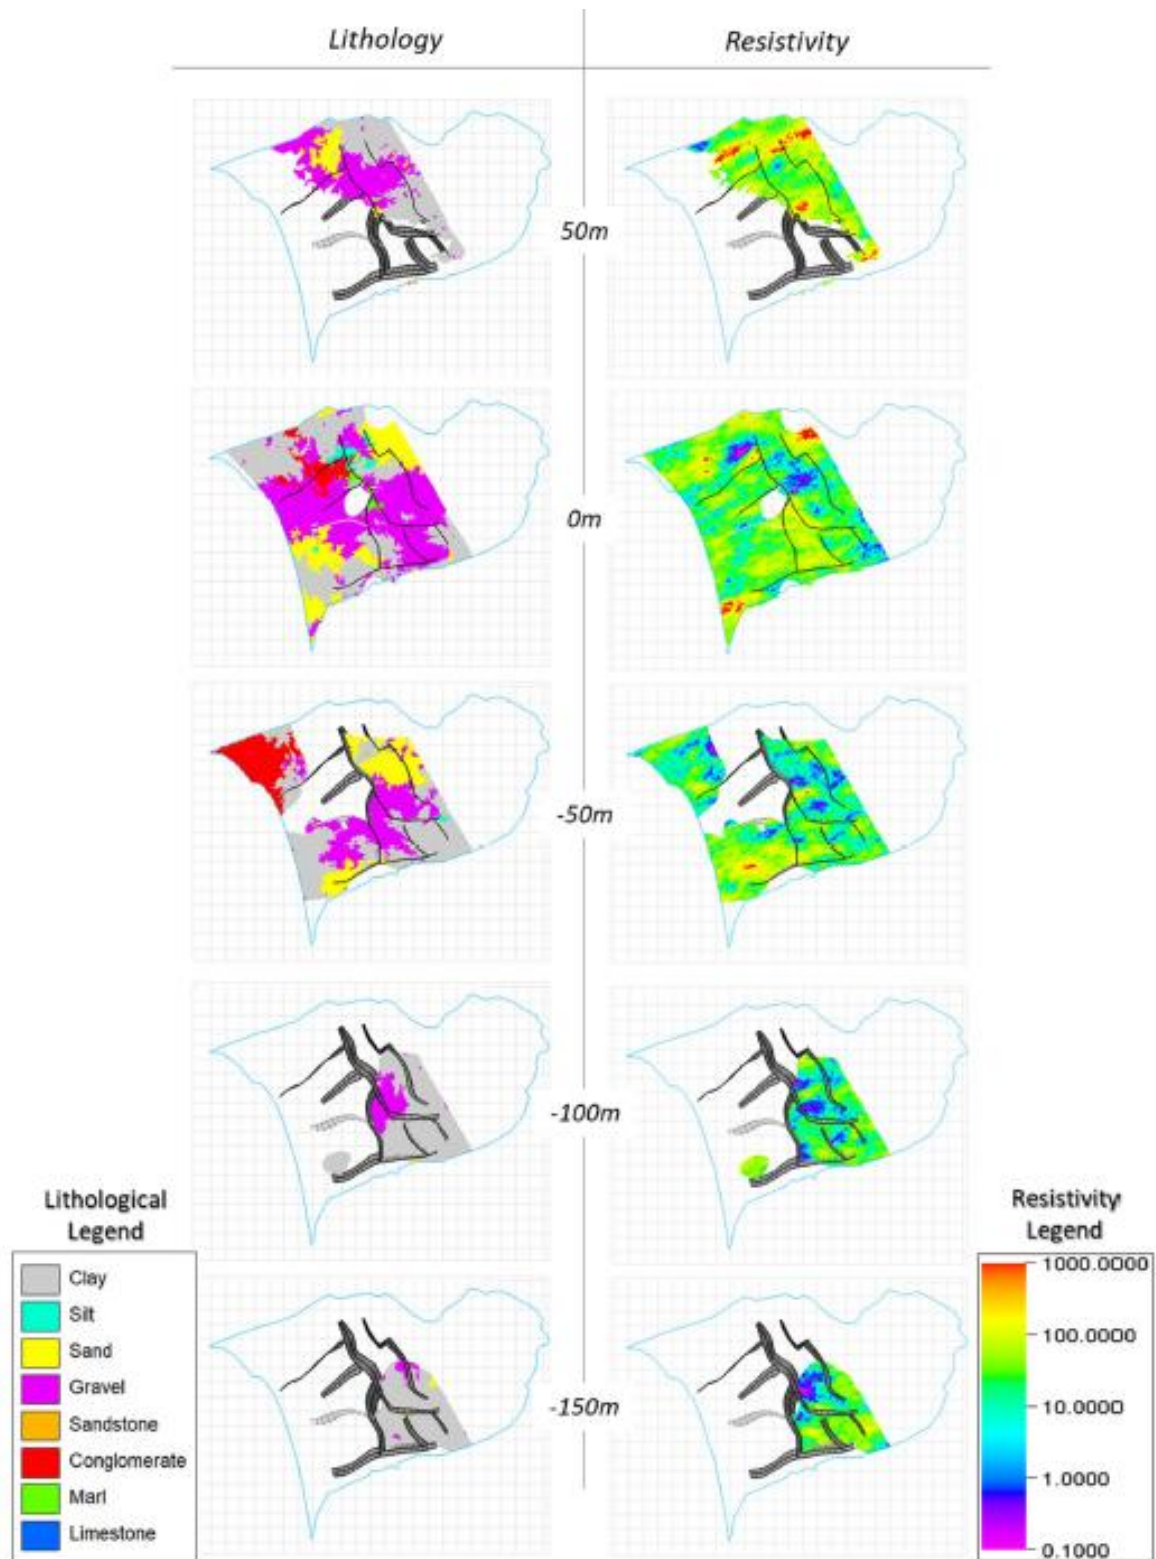 Lithology
Resistivity
50m
0m
-50m
-100m
-150m
Lithological
Legend
Clay
Silt
Sand
Gravel
Sandstone
Conglomerate
Marl
Limestone
Resistivity
Legend
1000.0000
100.0000
10.0000
1.0000
0.1000